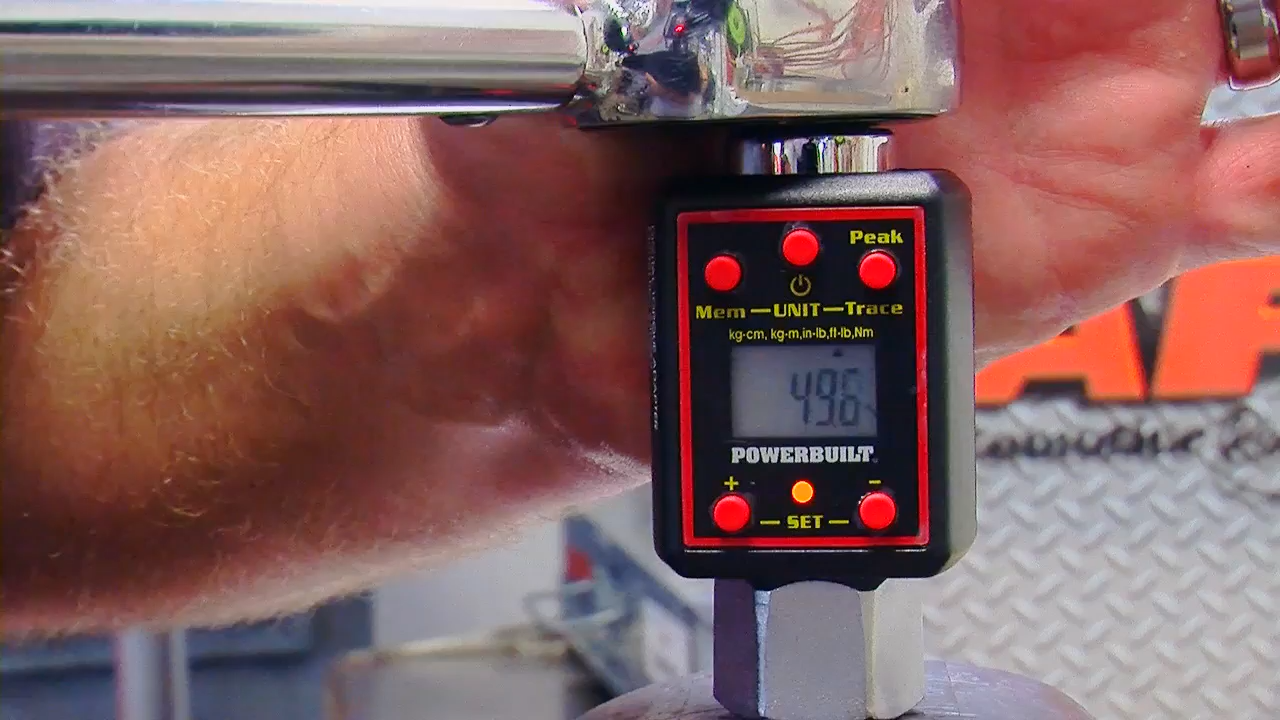 Peak
Mem — UNIT — Trace
kg-cm, kg-m,in-lb,ft-lb,Nm
49.6
POWERBUILT
+ -
— SET —